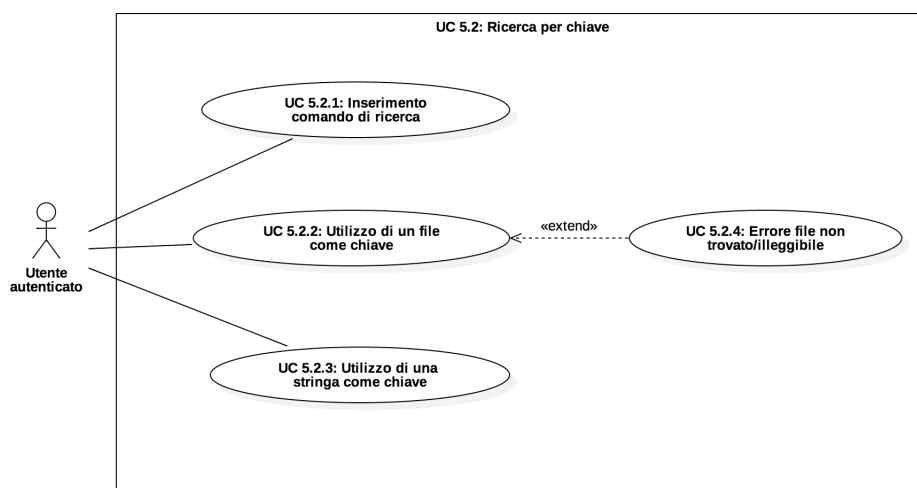 UC 5.2: Ricerca per chiave
UC 5.2.1: Inserimento
comando di ricerca
UC 5.2.2: Utilizzo di un file
come chiave
«extend»
UC 5.2.4: Errore file non
trovato/illeggibile
Utente
autenticato
UC 5.2.3: Utilizzo di una
stringa come chiave